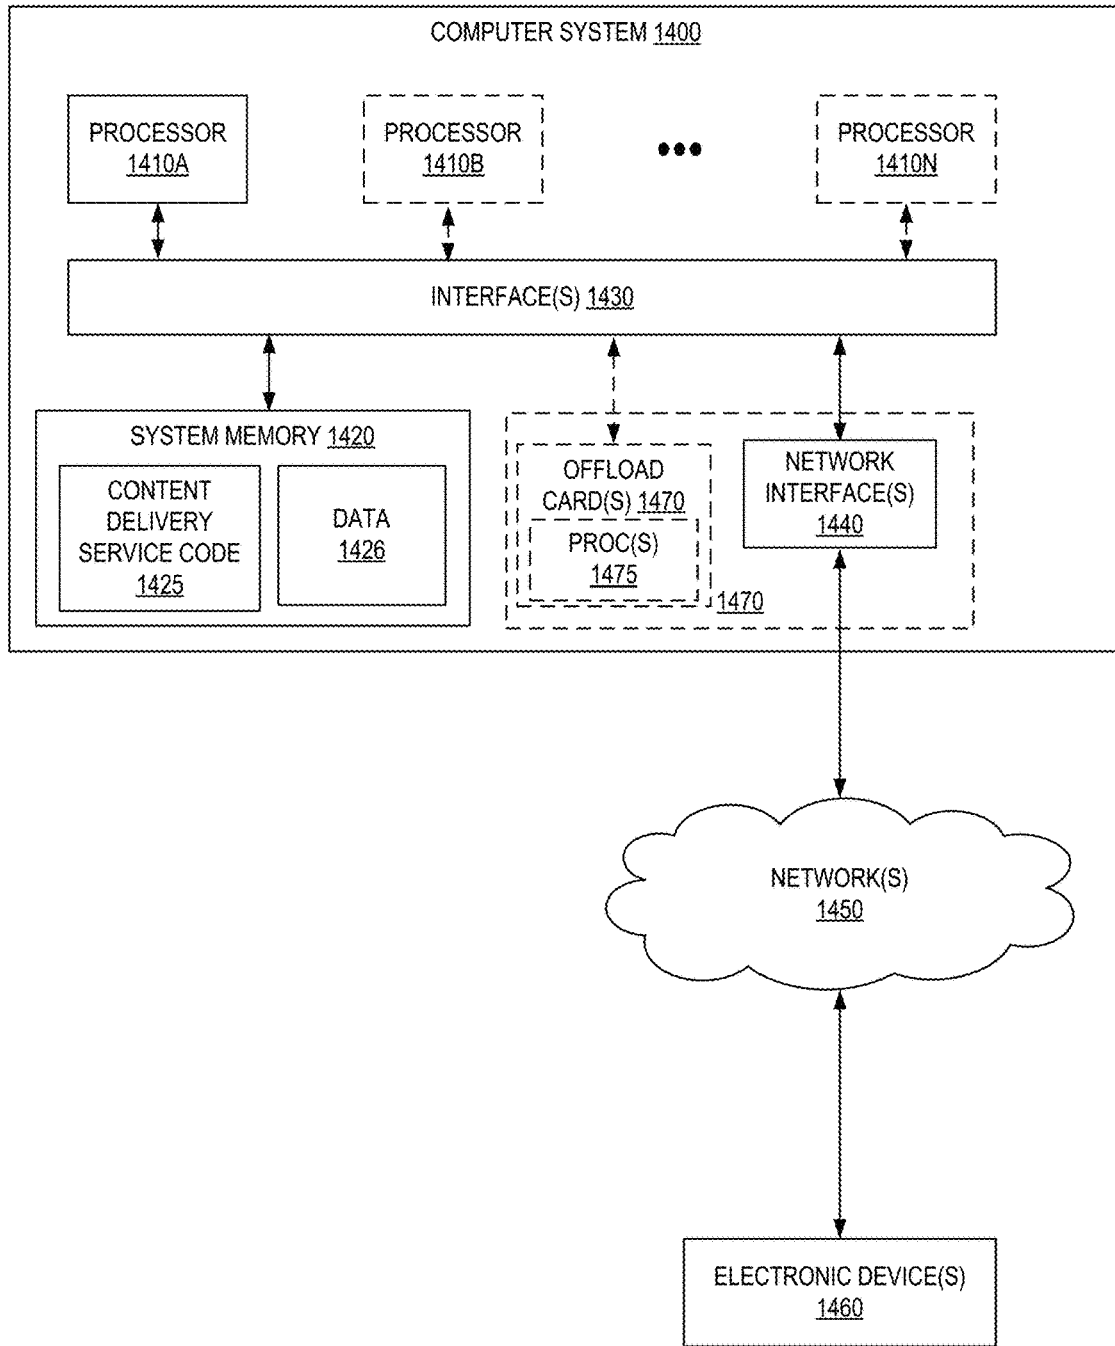 COMPUTER SYSTEM 1400
PROCESSOR
1410A
PROCESSOR
1410B
PROCESSOR
1410N
INTERFACE(S) 1430
SYSTEM MEMORY 1420
CONTENT
DELIVERY
SERVICE CODE
1425
DATA
1426
OFFLOAD
CARD(S) 1470
PROC(S)
1475
1470
NETWORK
INTERFACE(S)
1440
NETWORK(S)
1450
ELECTRONIC DEVICE(S)
1460